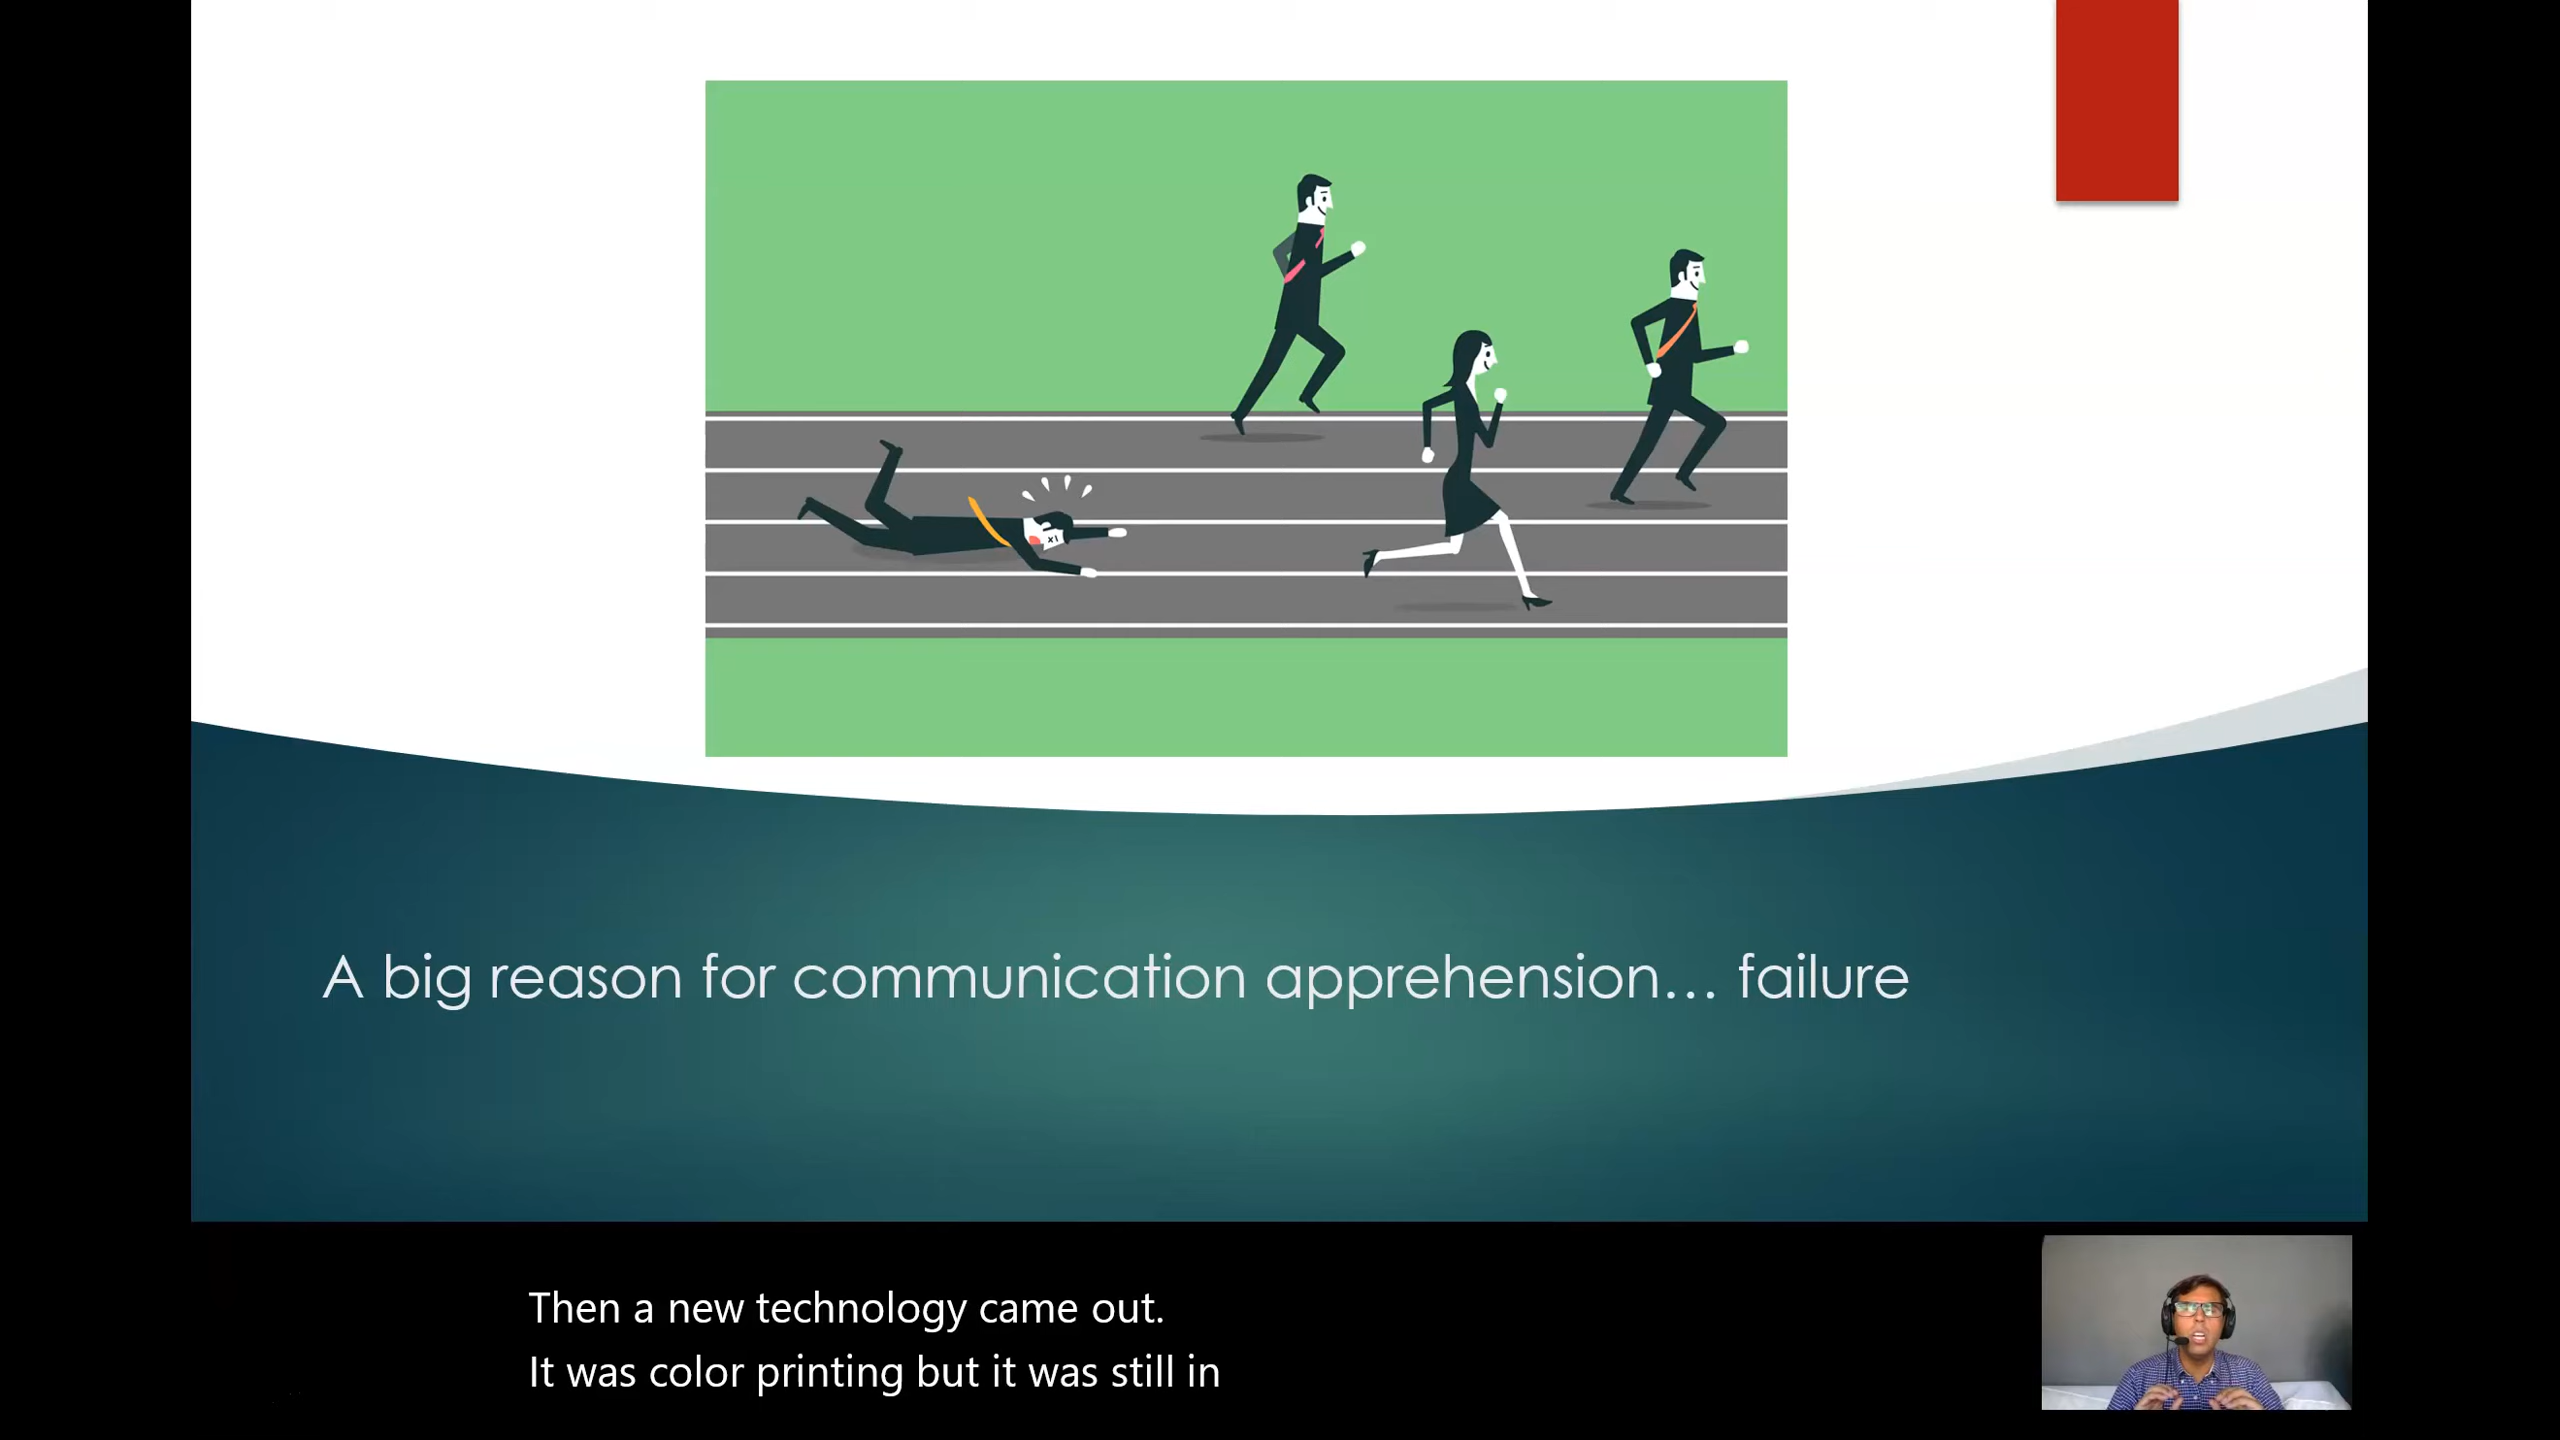 A big reason for communication apprehension... failure
Then a new technology came out.
It was color printing but it was still in